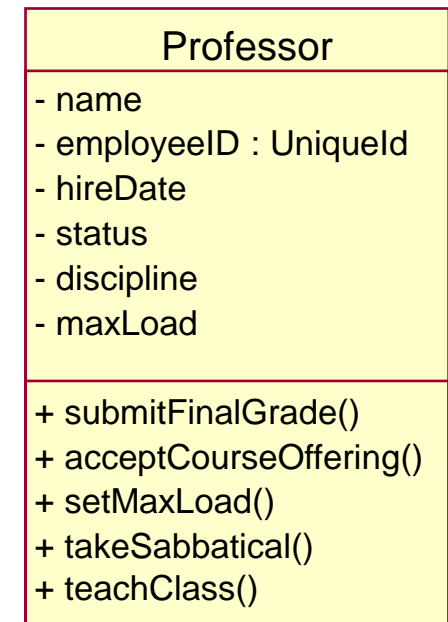 Professor
- name
- employeeID : UniqueId
- hireDate
- status
- discipline
- maxLoad
+ submitFinalGrade()
+ acceptCourseOffering()
+ setMaxLoad()
+ takeSabbatical()
+ teachClass()